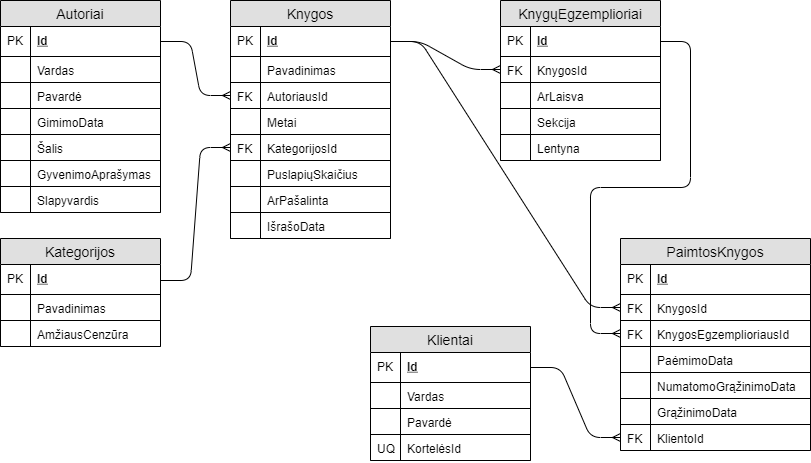 Autoriai
PK Id
Vardas
Pavardė
GimimoData
Šalis
GyvenimoAprašymas
Slapyvardis
Knygos
PK Id
Pavadinimas
FK AutoriausId
Metai
FK KategorijosId
PuslapiųSkaičius
ArPašalinta
IšrašoData
KnygųEgzemplioriai
PK Id
FK KnygosId
ArLaisva
Sekcija
Lentyna
Kategorijos
PK Id
Pavadinimas
AmžiausCenzūra
Klientai
PK Id
Vardas
Pavardė
UQ KortelėsId
PaimtosKnygos
PK Id
FK KnygosId
FK KnygosEgzemplioriausId
PaėmimoData
NumatomoGrąžinimoData
GrąžinimoData
FK KlientoId